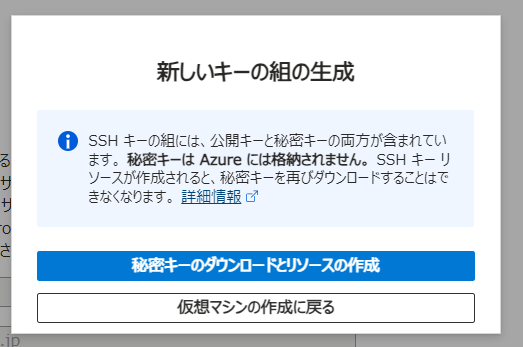 新しいキーの組の生成
SSH キーの組には、公開キーと秘密キーの両方が含まれてい
ます。秘密キーは Azure には格納されません。SSH キー リ
ソースが作成されると、秘密キーを再びダウンロードすることはで
きなくなります。 詳細情報
秘密キーのダウンロードとリソースの作成
仮想マシンの作成に戻る
る
サ
サ
ro
さ
.jp